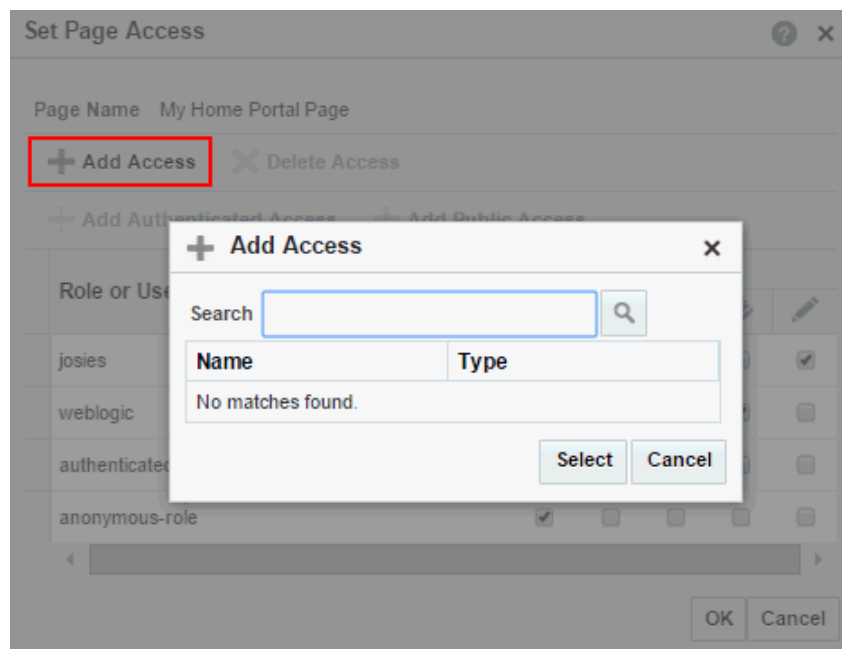 Set Page Access
Page Name My Home Portal Page
Add Access Delete Access
Add Authenticated Access Add Public Access
Add Access
Role or Use
Search
Name Type
No matches found.
josies
weblogic
authenticated
anonymous-role
Select Cancel
OK Cancel